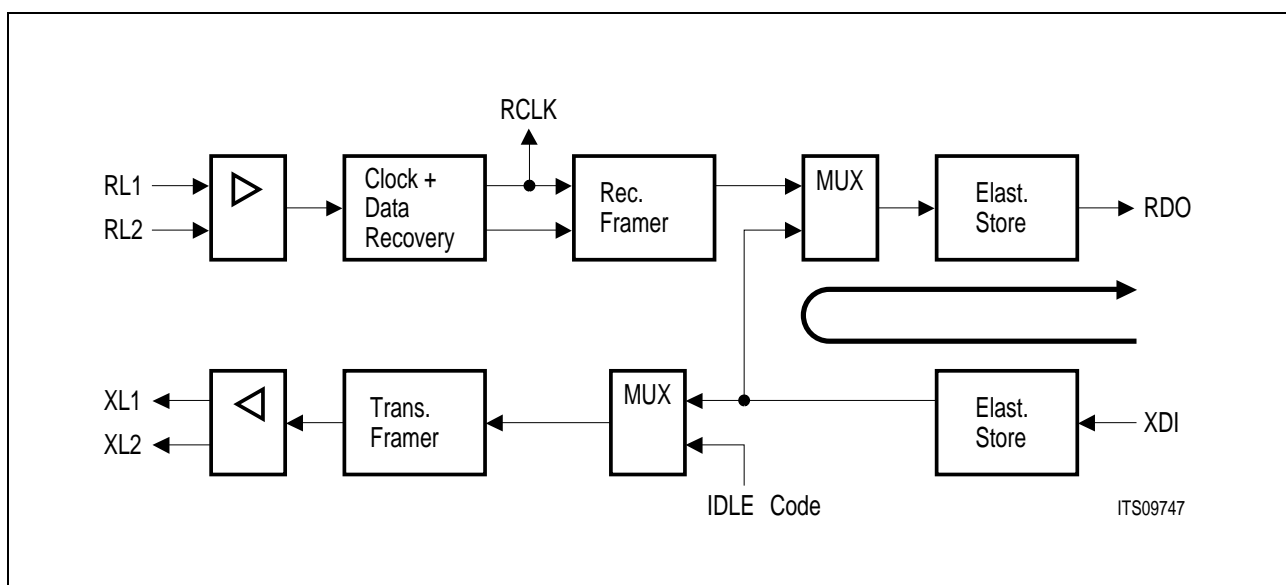 RCLK
RL1
RL2
Clock +
Data
Recovery
Rec.
Framer
MUX
Elast.
Store
RDO
XL1
XL2
Trans.
Framer
MUX
Elast.
Store
XDI
IDLE Code
ITS09747